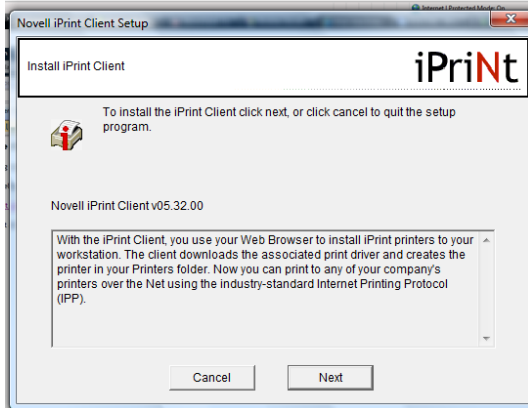 Internet | Protected Mode: On
Novell iPrint Client Setup
Install iPrint Client
iPriNt
To install the iPrint Client click next, or click cancel to quit the setup
program.
Novell iPrint Client v05.32.00
With the iPrint Client, you use your Web Browser to install iPrint printers to your
workstation. The client downloads the associated print driver and creates the
printer in your Printers folder. Now you can print to any of your company's
printers over the Net using the industry-standard Internet Printing Protocol
(IPP).
Cancel
Next